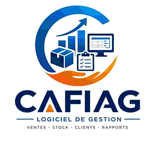 CAFIAG
LOGICIEL DE GESTION
VENTES - STOCK - CLIENTS - RAPPORTS